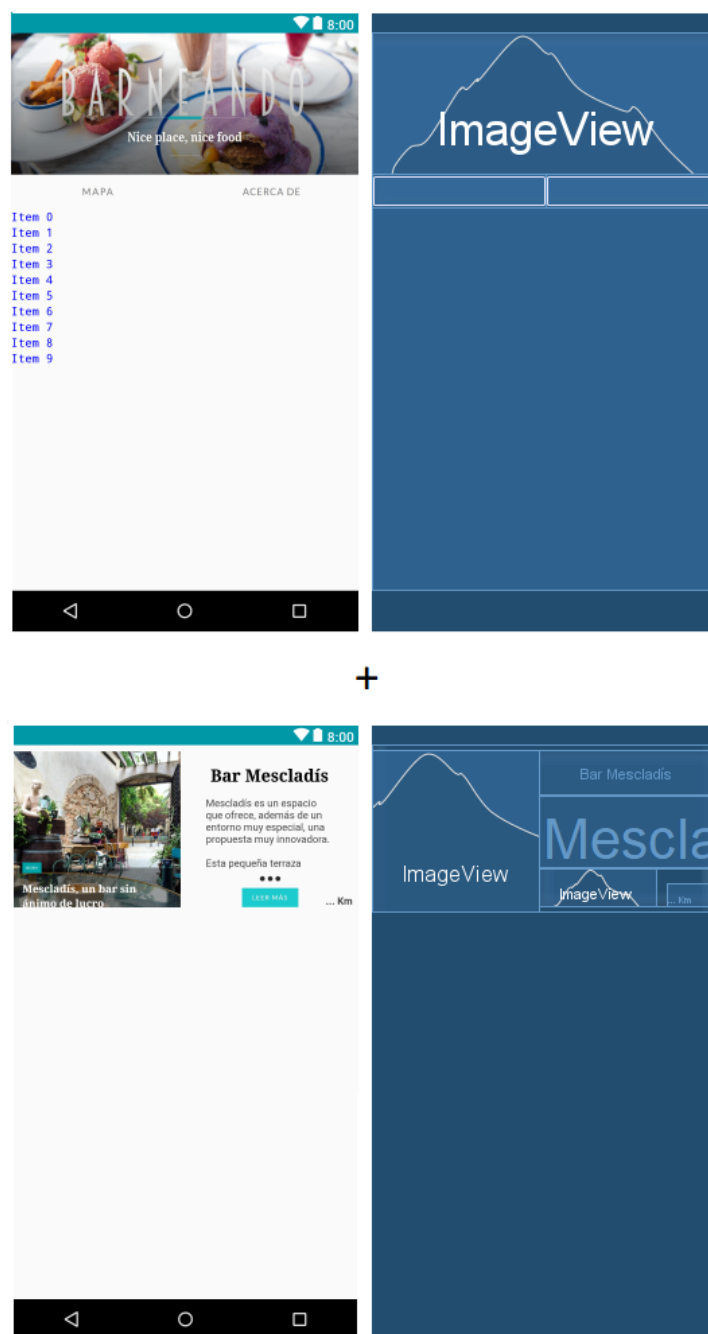 8:00
BARNEANDO
Nice place, nice food
MAPA ACERCA DE
Item 0
Item 1
Item 2
Item 3
Item 4
Item 5
Item 6
Item 7
Item 8
Item 9
ImageView
+
8:00
Mescladís, un bar sin
ánimo de lucro
Bar Mescladís
Mescladís es un espacio
que ofrece, además de un
entorno muy especial, una
propuesta muy innovadora.
Esta pequeña terraza
LEER MÁS
... Km
ImageView
Bar Mescladís
Mescla
ImageView
... Km